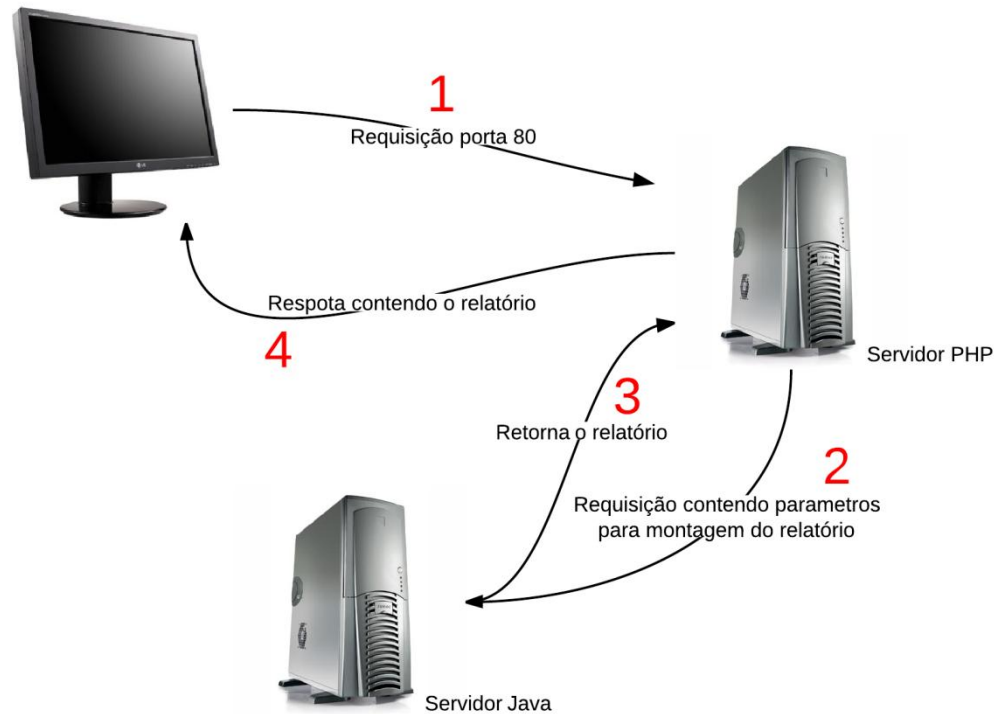 1
Requisição porta 80
Respota contendo o relatório
4
Servidor PHP
3
Retorna o relatório
2
Requisição contendo parametros
para montagem do relatório
Servidor Java